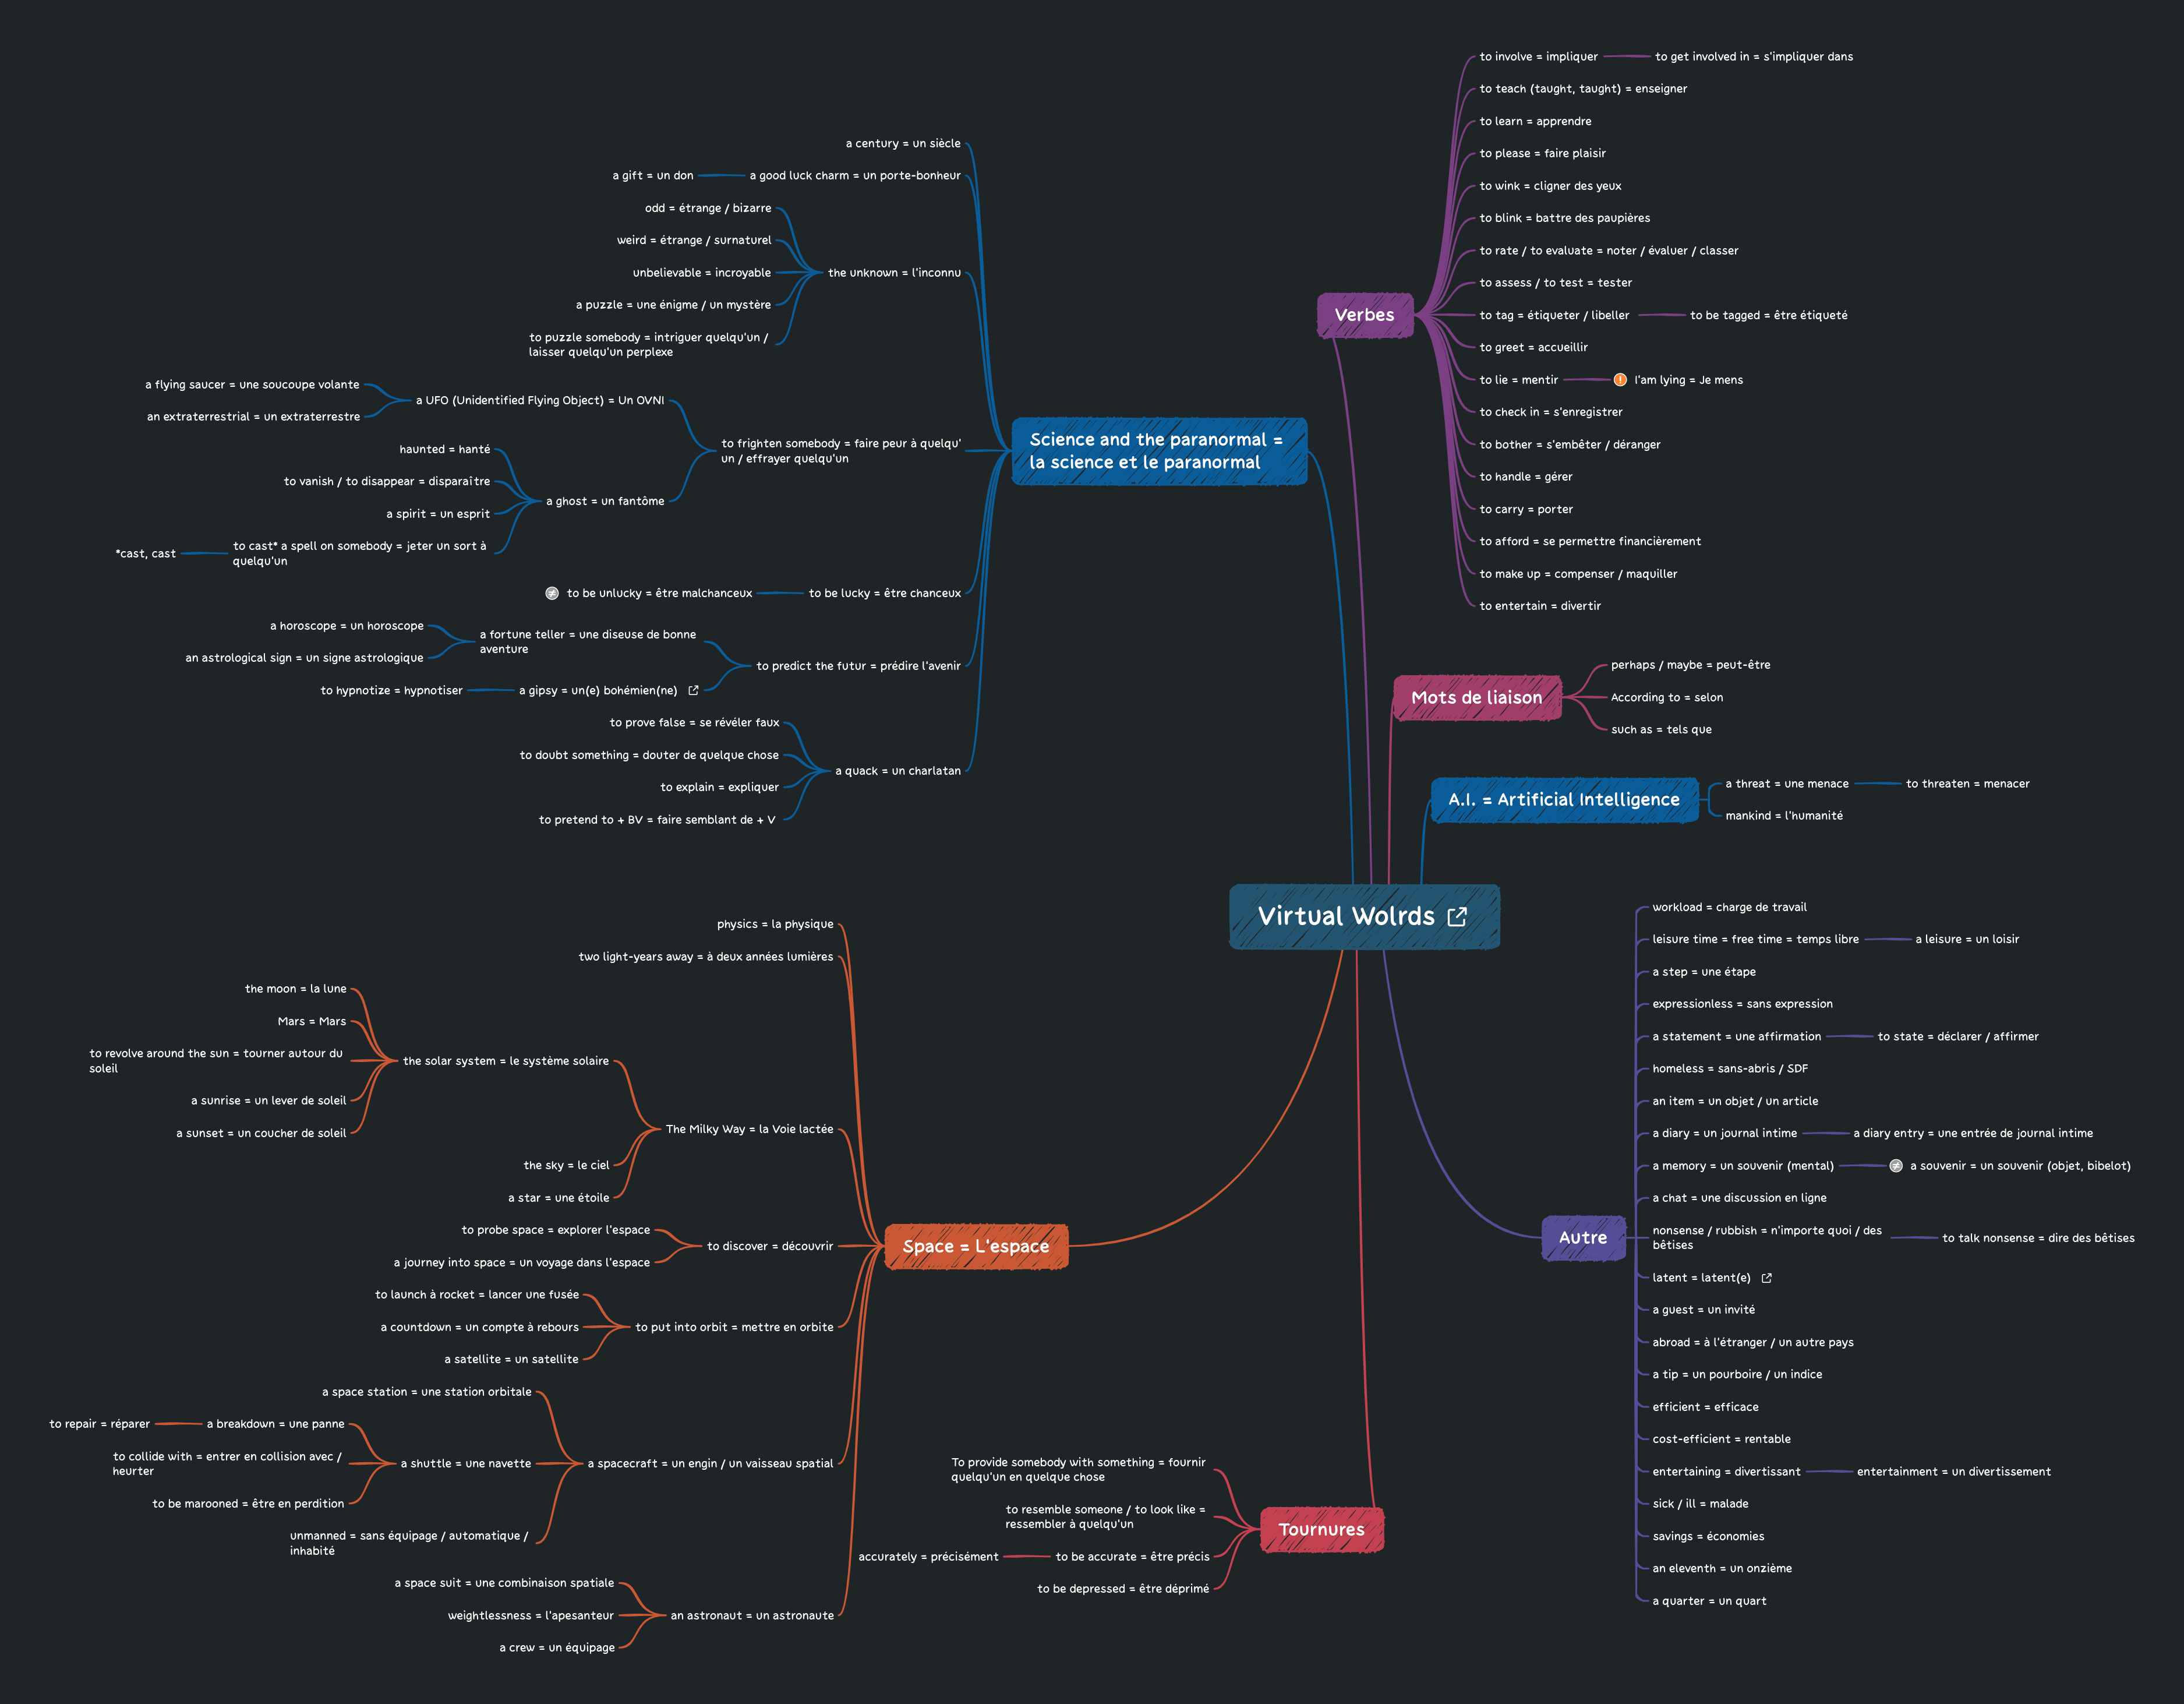 Virtual Wolrds
Verbes
to involve = impliquer
to get involved in = s'impliquer dans
to teach (taught, taught) = enseigner
to learn = apprendre
to please = faire plaisir
to wink = cligner des yeux
to blink = battre des paupières
to rate / to evaluate = noter / évaluer / classer
to assess / to test = tester
to tag = étiqueter / libeller
to be tagged = être étiqueté
to greet = accueillir
to lie = mentir
! I'am lying = Je mens
to check in = s'enregistrer
to bother = s'embêter / déranger
to handle = gérer
to carry = porter
to afford = se permettre financièrement
to make up = compenser / maquiller
to entertain = divertir
Mots de liaison
perhaps / maybe = peut-être
According to = selon
such as = tels que
A.I. = Artificial Intelligence
a threat = une menace
to threaten = menacer
mankind = l'humanité
Autre
workload = charge de travail
leisure time = free time = temps libre
a leisure = un loisir
a step = une étape
expressionless = sans expression
a statement = une affirmation
to state = déclarer / affirmer
homeless = sans-abris / SDF
an item = un objet / un article
a diary = un journal intime
a diary entry = une entrée de journal intime
a memory = un souvenir (mental)
≠ a souvenir = un souvenir (objet, bibelot)
a chat = une discussion en ligne
nonsense / rubbish = n'importe quoi / des
bêtises
to talk nonsense = dire des bêtises
latent = latent(e)
a guest = un invité
abroad = à l'étranger / un autre pays
a tip = un pourboire / un indice
efficient = efficace
cost-efficient = rentable
entertaining = divertissant
entertainment = un divertissement
sick / ill = malade
savings = économies
an eleventh = un onzième
a quarter = un quart
Tournures
To provide somebody with something = fournir
quelqu'un en quelque chose
to resemble someone / to look like =
ressembler à quelqu'un
to be accurate = être précis
accurately = précisément
to be depressed = être déprimé
Space = L'espace
physics = la physique
two light-years away = à deux années lumières
The Milky Way = la Voie lactée
the solar system = le système solaire
the moon = la lune
Mars = Mars
to revolve around the sun = tourner autour du
soleil
a sunrise = un lever de soleil
a sunset = un coucher de soleil
the sky = le ciel
a star = une étoile
to discover = découvrir
to probe space = explorer l'espace
a journey into space = un voyage dans l'espace
to put into orbit = mettre en orbite
to launch à rocket = lancer une fusée
a countdown = un compte à rebours
a satellite = un satellite
a spacecraft = un engin / un vaisseau spatial
a space station = une station orbitale
a shuttle = une navette
a breakdown = une panne
to repair = réparer
to collide with = entrer en collision avec /
heurter
to be marooned = être en perdition
unmanned = sans équipage / automatique /
inhabité
an astronaut = un astronaute
a space suit = une combinaison spatiale
weightlessness = l'apesanteur
a crew = un équipage
Science and the paranormal =
la science et le paranormal
a century = un siècle
a good luck charm = un porte-bonheur
a gift = un don
the unknown = l'inconnu
odd = étrange / bizarre
weird = étrange / surnaturel
unbelievable = incroyable
a puzzle = une énigme / un mystère
to puzzle somebody = intriguer quelqu'un /
laisser quelqu'un perplexe
to frighten somebody = faire peur à quelqu'
un / effrayer quelqu'un
a UFO (Unidentified Flying Object) = Un OVNI
a flying saucer = une soucoupe volante
an extraterrestrial = un extraterrestre
a ghost = un fantôme
haunted = hanté
to vanish / to disappear = disparaître
a spirit = un esprit
to cast* a spell on somebody = jeter un sort à
quelqu'un
*cast, cast
to be lucky = être chanceux
≠ to be unlucky = être malchanceux
to predict the futur = prédire l'avenir
a fortune teller = une diseuse de bonne
aventure
a horoscope = un horoscope
an astrological sign = un signe astrologique
a gipsy = un(e) bohémien(ne)
to hypnotize = hypnotiser
a quack = un charlatan
to prove false = se révéler faux
to doubt something = douter de quelque chose
to explain = expliquer
to pretend to + BV = faire semblant de + V